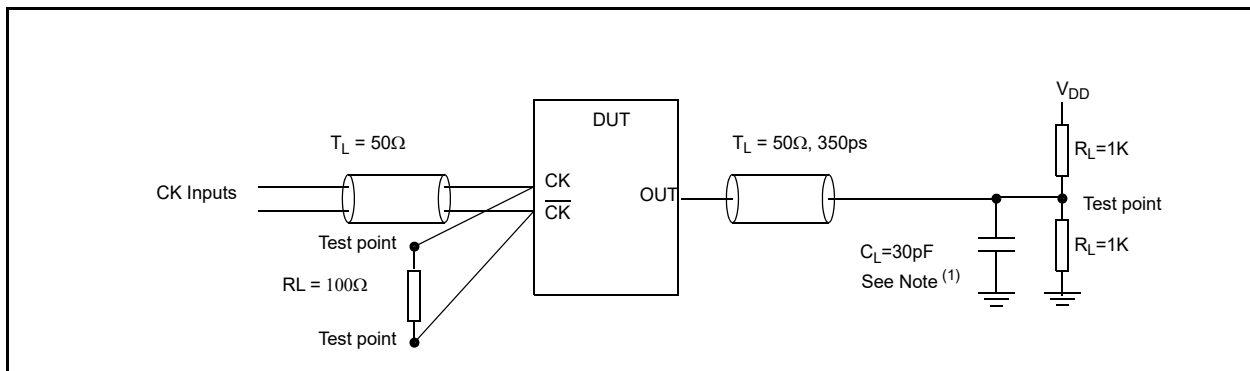 V_DD
DUT
T_L = 50Ω
T_L = 50Ω, 350ps
R_L=1K
CK Inputs
CK
C̅K̅
OUT
Test point
Test point
RL = 100Ω
Test point
C_L=30pF
See Note (1)
R_L=1K